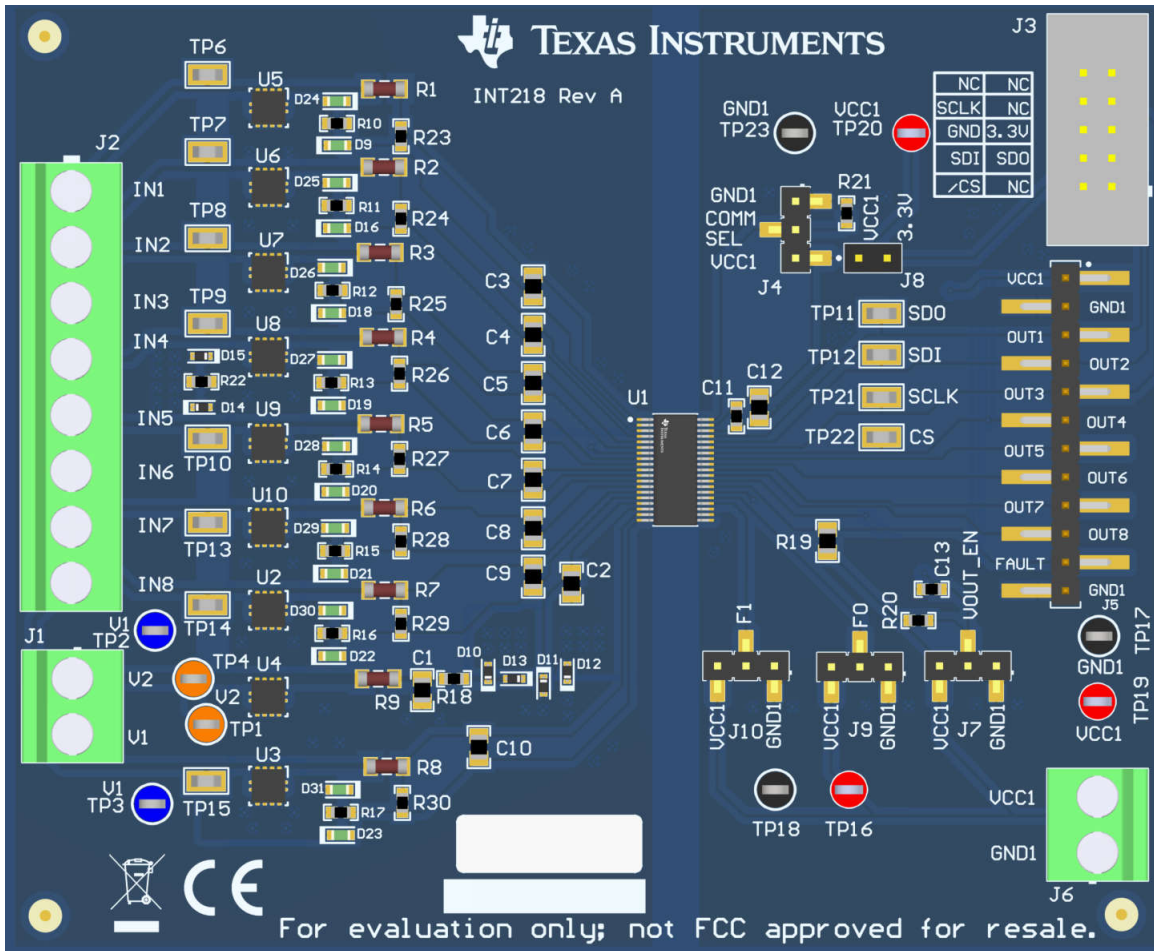 TEXAS INSTRUMENTS
INT218 Rev A
J3
NC NC
SCLK NC
GND 3.3V
SDI SDO
/CS NC
TP6
U5
D24
R1
R10
D9
R23
GND1
TP23
VCC1
TP20
J2
TP7
U6
D25
R2
R11
D16
R24
IN1
IN2
IN3
IN4
IN5
IN6
IN7
IN8
TP8
U7
D26
R3
R12
D18
R25
GND1
COMM
SEL
VCC1
J4
R21
VCC1
3.3V
J8
TP9
U8
D27
R4
R13
D19
R26
D15
R22
D14
TP10
U9
D28
R5
R14
D20
R27
C3
C4
C5
C6
C7
C8
C9
C2
U1
TEXAS
INSTRUMENTS
C11
C12
TP11 SDO
TP12 SDI
TP21 SCLK
TP22 CS
VCC1
GND1
OUT1
OUT2
OUT3
OUT4
OUT5
OUT6
OUT7
OUT8
FAULT
GND1
J5
TP13
U10
D29
R6
R15
D21
R28
TP14
U2
D30
R7
R16
D22
R29
R19
C13
R20
VOUT_EN
F1
F0
V1
TP2
J1
V2
V1
TP4
V2
TP1
U4
R9
C1
R18
D10
D13
D11
D12
VCC1
J10
GND1
VCC1
J9
GND1
VCC1
J7
GND1
TP17
GND1
TP19
VCC1
V1
TP3
TP15
U3
D31
R8
R17
D23
R30
C10
TP18
TP16
VCC1
GND1
J6
CE
For evaluation only; not FCC approved for resale.